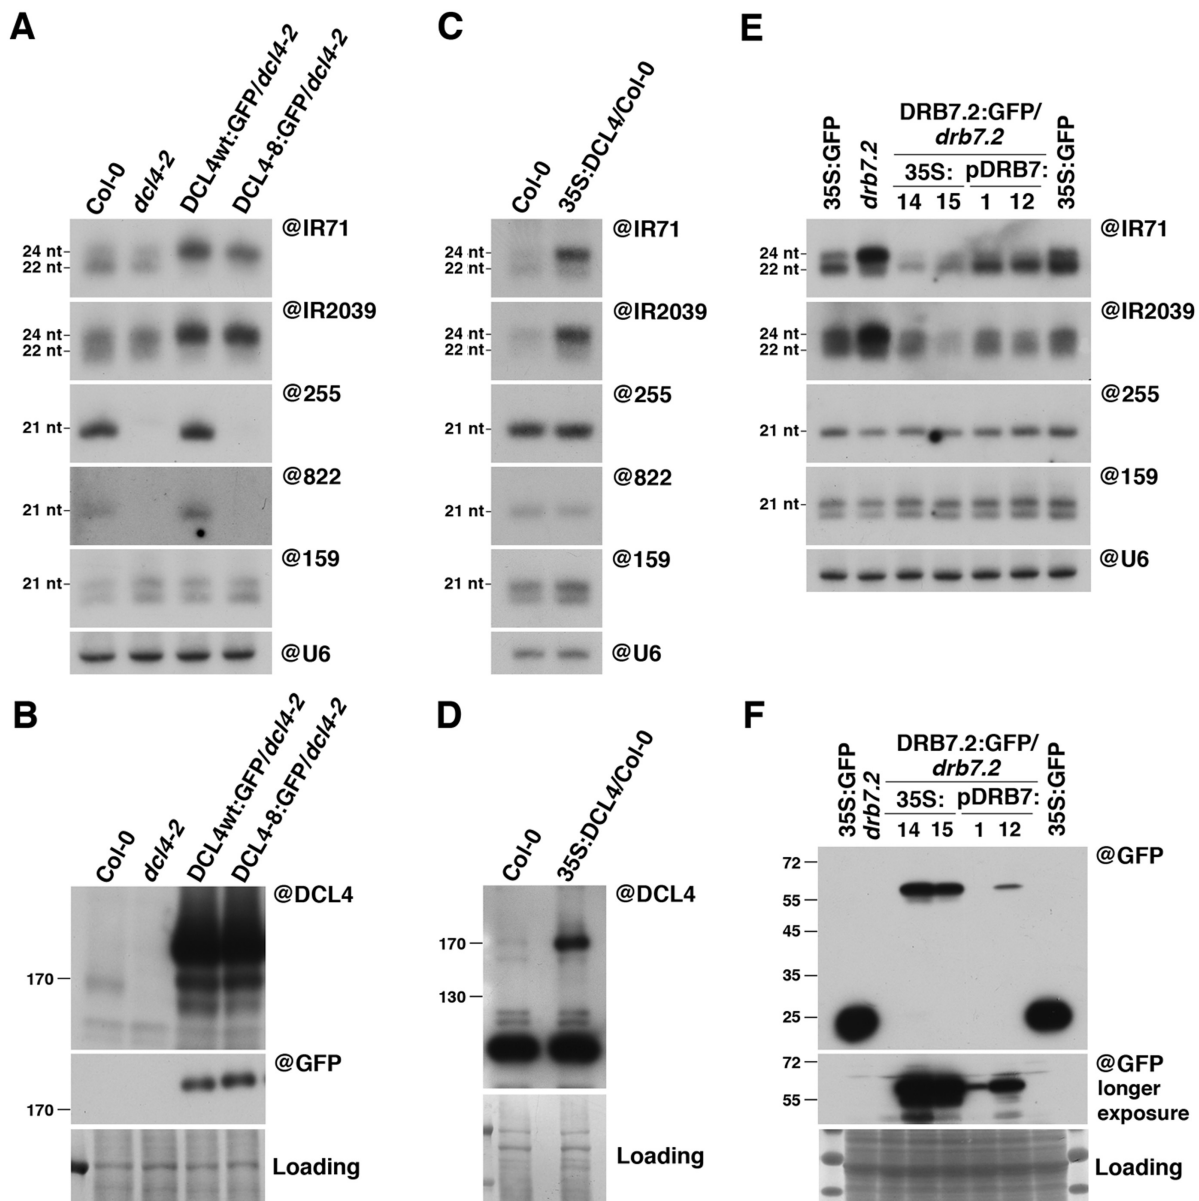 A
Col-0
dcl4-2
DCL4wt:GFP/dcl4-2
DCL4-8:GFP/dcl4-2
24 nt
22 nt
@IR71
24 nt
22 nt
@IR2039
21 nt
@255
21 nt
@822
21 nt
@159
@U6
B
Col-0
dcl4-2
DCL4wt:GFP/dcl4-2
DCL4-8:GFP/dcl4-2
@DCL4
170
@GFP
170
Loading
C
Col-0
35S:DCL4/Col-0
24 nt
22 nt
@IR71
24 nt
22 nt
@IR2039
21 nt
@255
21 nt
@822
21 nt
@159
@U6
D
Col-0
35S:DCL4/Col-0
@DCL4
170
130
Loading
E
35S:GFP
drb7.2
DRB7.2:GFP/
drb7.2
35S: pDRB7:
14 15 1 12
35S:GFP
24 nt
22 nt
@IR71
24 nt
22 nt
@IR2039
21 nt
@255
21 nt
@159
@U6
F
35S:GFP
drb7.2
DRB7.2:GFP/
drb7.2
35S: pDRB7:
14 15 1 12
35S:GFP
@GFP
72
55
45
35
25
72
55
@GFP
longer
exposure
Loading